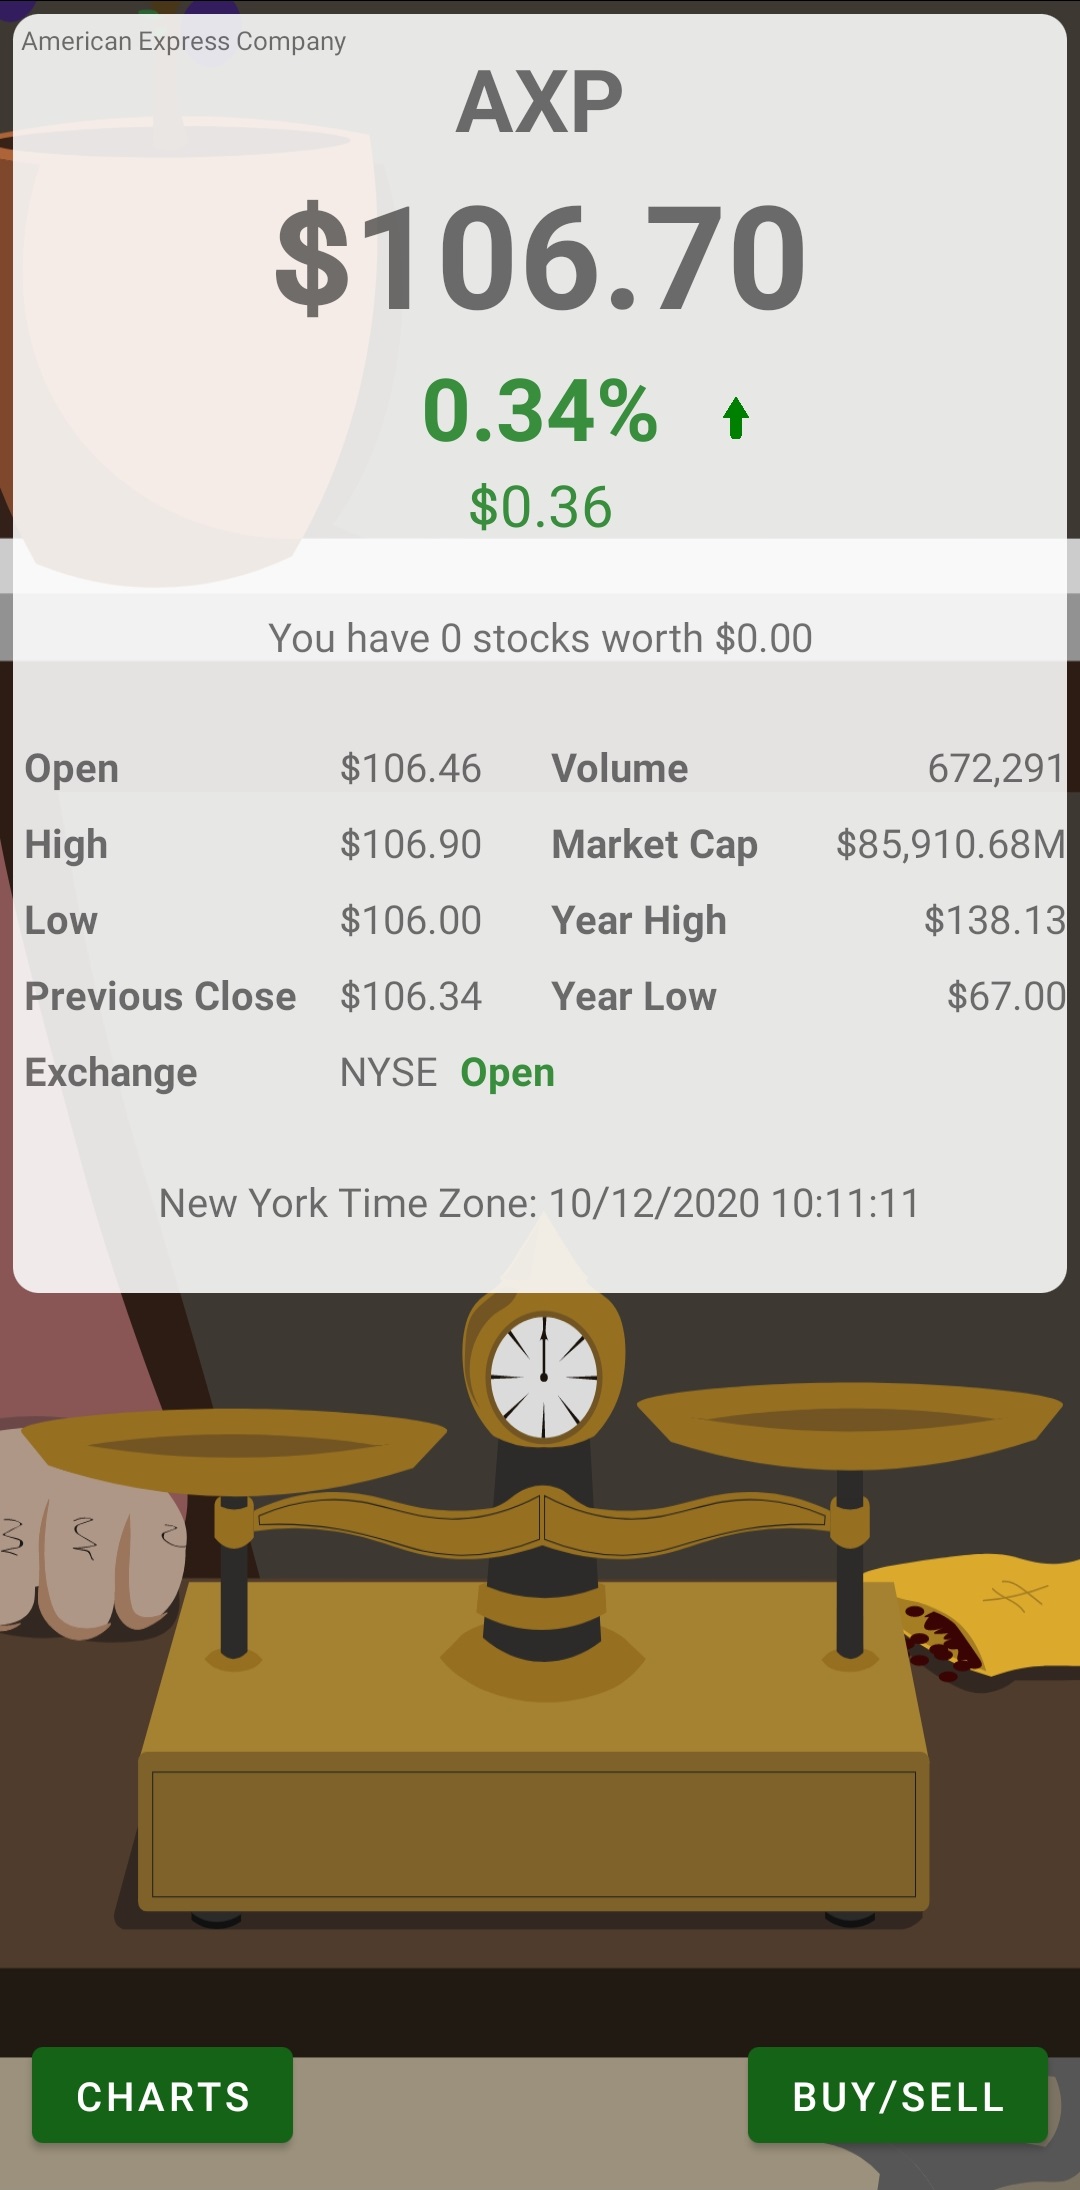 American Express Company
AXP
$106.70
0.34%
$0.36
You have 0 stocks worth $0.00
Open $106.46 Volume 672,291
High $106.90 Market Cap $85,910.68M
Low $106.00 Year High $138.13
Previous Close $106.34 Year Low $67.00
Exchange NYSE Open
New York Time Zone: 10/12/2020 10:11:11
CHARTS BUY/SELL